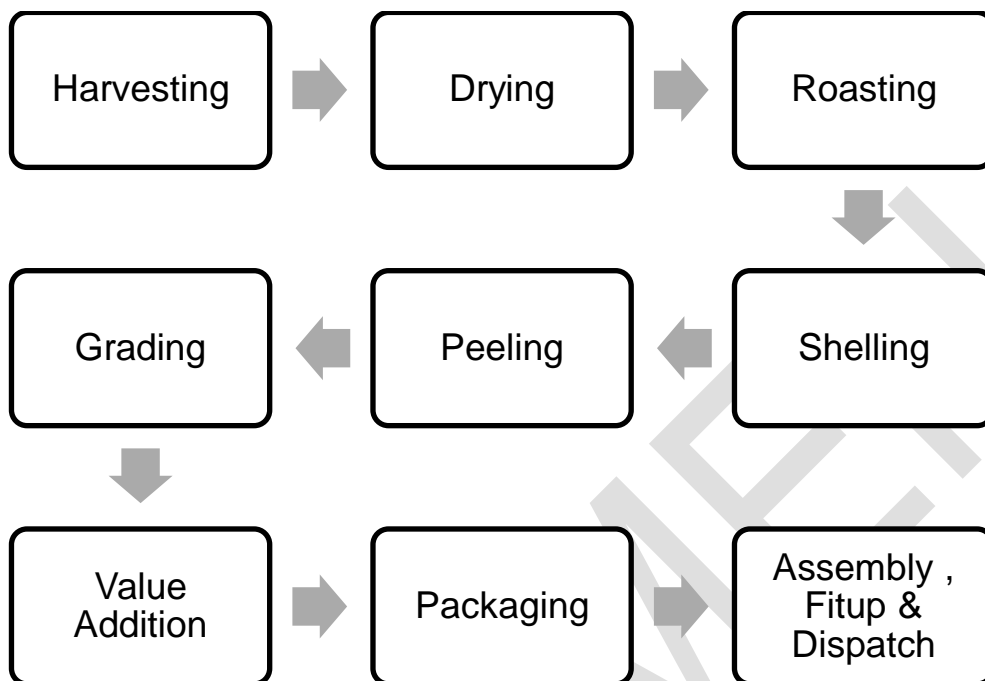 Harvesting
Drying
Roasting
Shelling
Peeling
Grading
Value
Addition
Packaging
Assembly ,
Fitup &
Dispatch